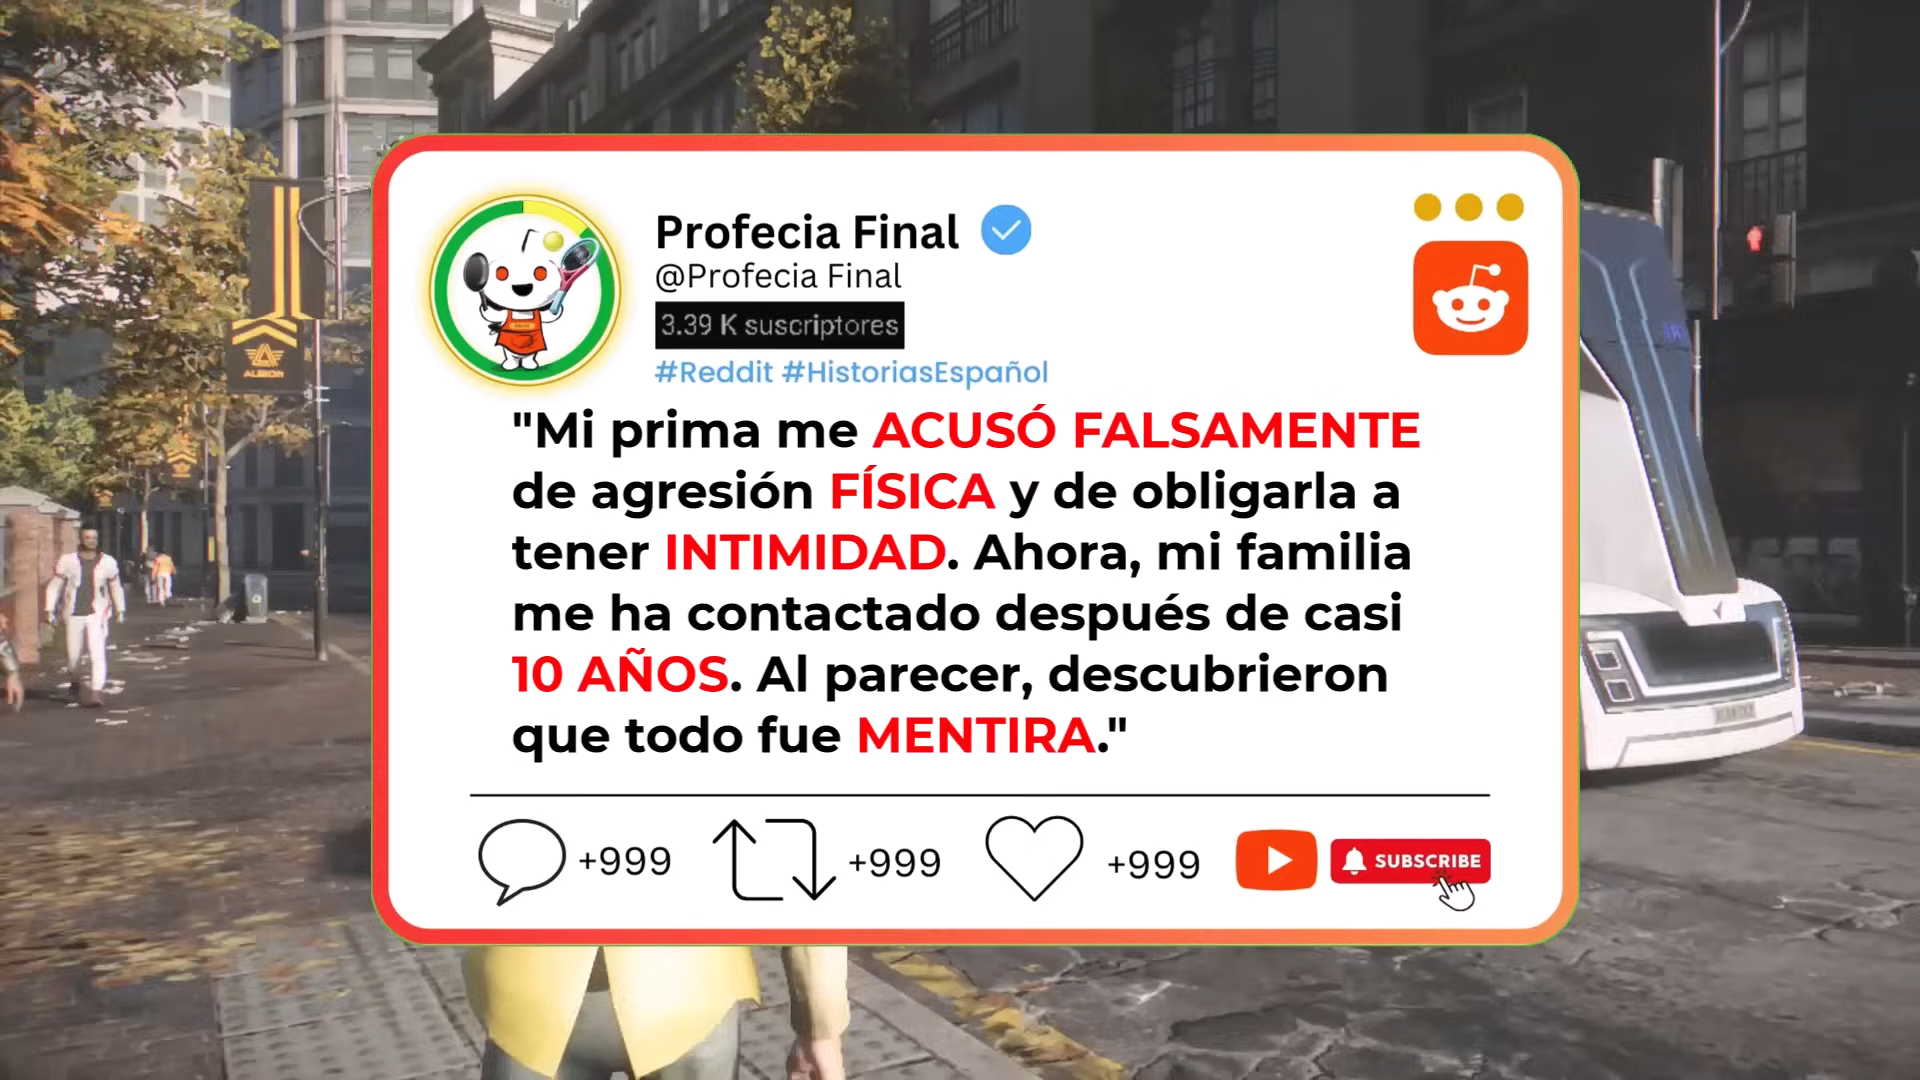 Profecia Final
@Profecia Final
3.39 K suscriptores
#Reddit #HistoriasEspañol
"Mi prima me ACUSÓ FALSAMENTE
de agresión FÍSICA y de obligarla a
tener INTIMIDAD. Ahora, mi familia
me ha contactado después de casi
10 AÑOS. Al parecer, descubrieron
que todo fue MENTIRA."
+999
+999
+999
SUBSCRIBE
ALBION